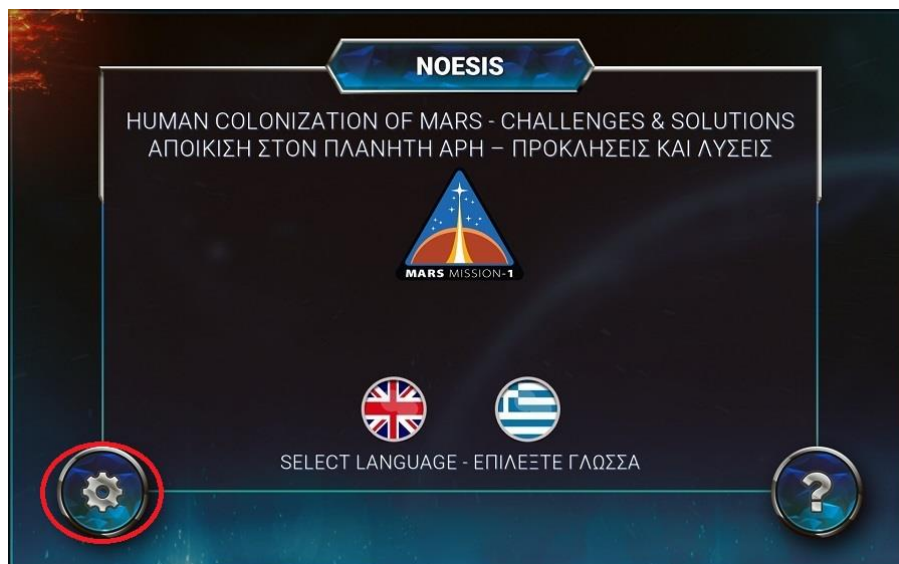 NOESIS
HUMAN COLONIZATION OF MARS - CHALLENGES & SOLUTIONS
ΑΠΟΙΚΙΣΗ ΣΤΟΝ ΠΛΑΝΗΤΗ ΑΡΗ – ΠΡΟΚΛΗΣΕΙΣ ΚΑΙ ΛΥΣΕΙΣ
MARS MISSION-1
SELECT LANGUAGE - ΕΠΙΛΕΞΤΕ ΓΛΩΣΣΑ
?